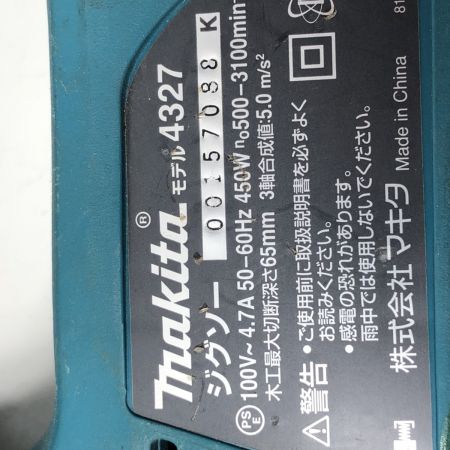 makita® モデル 4327
ジグソー 00157088 K
PSE 100V~4.7A 50-60Hz 450W n₀500-3100min⁻
木工最大切断深さ65mm 3軸合成値:5.0 m/s²
警告
• ご使用前に取扱説明書を必ずよく
お読みください。
• 感電の恐れがあります。
雨中では使用しないでください。
株式会社 マキタ Made in China
81